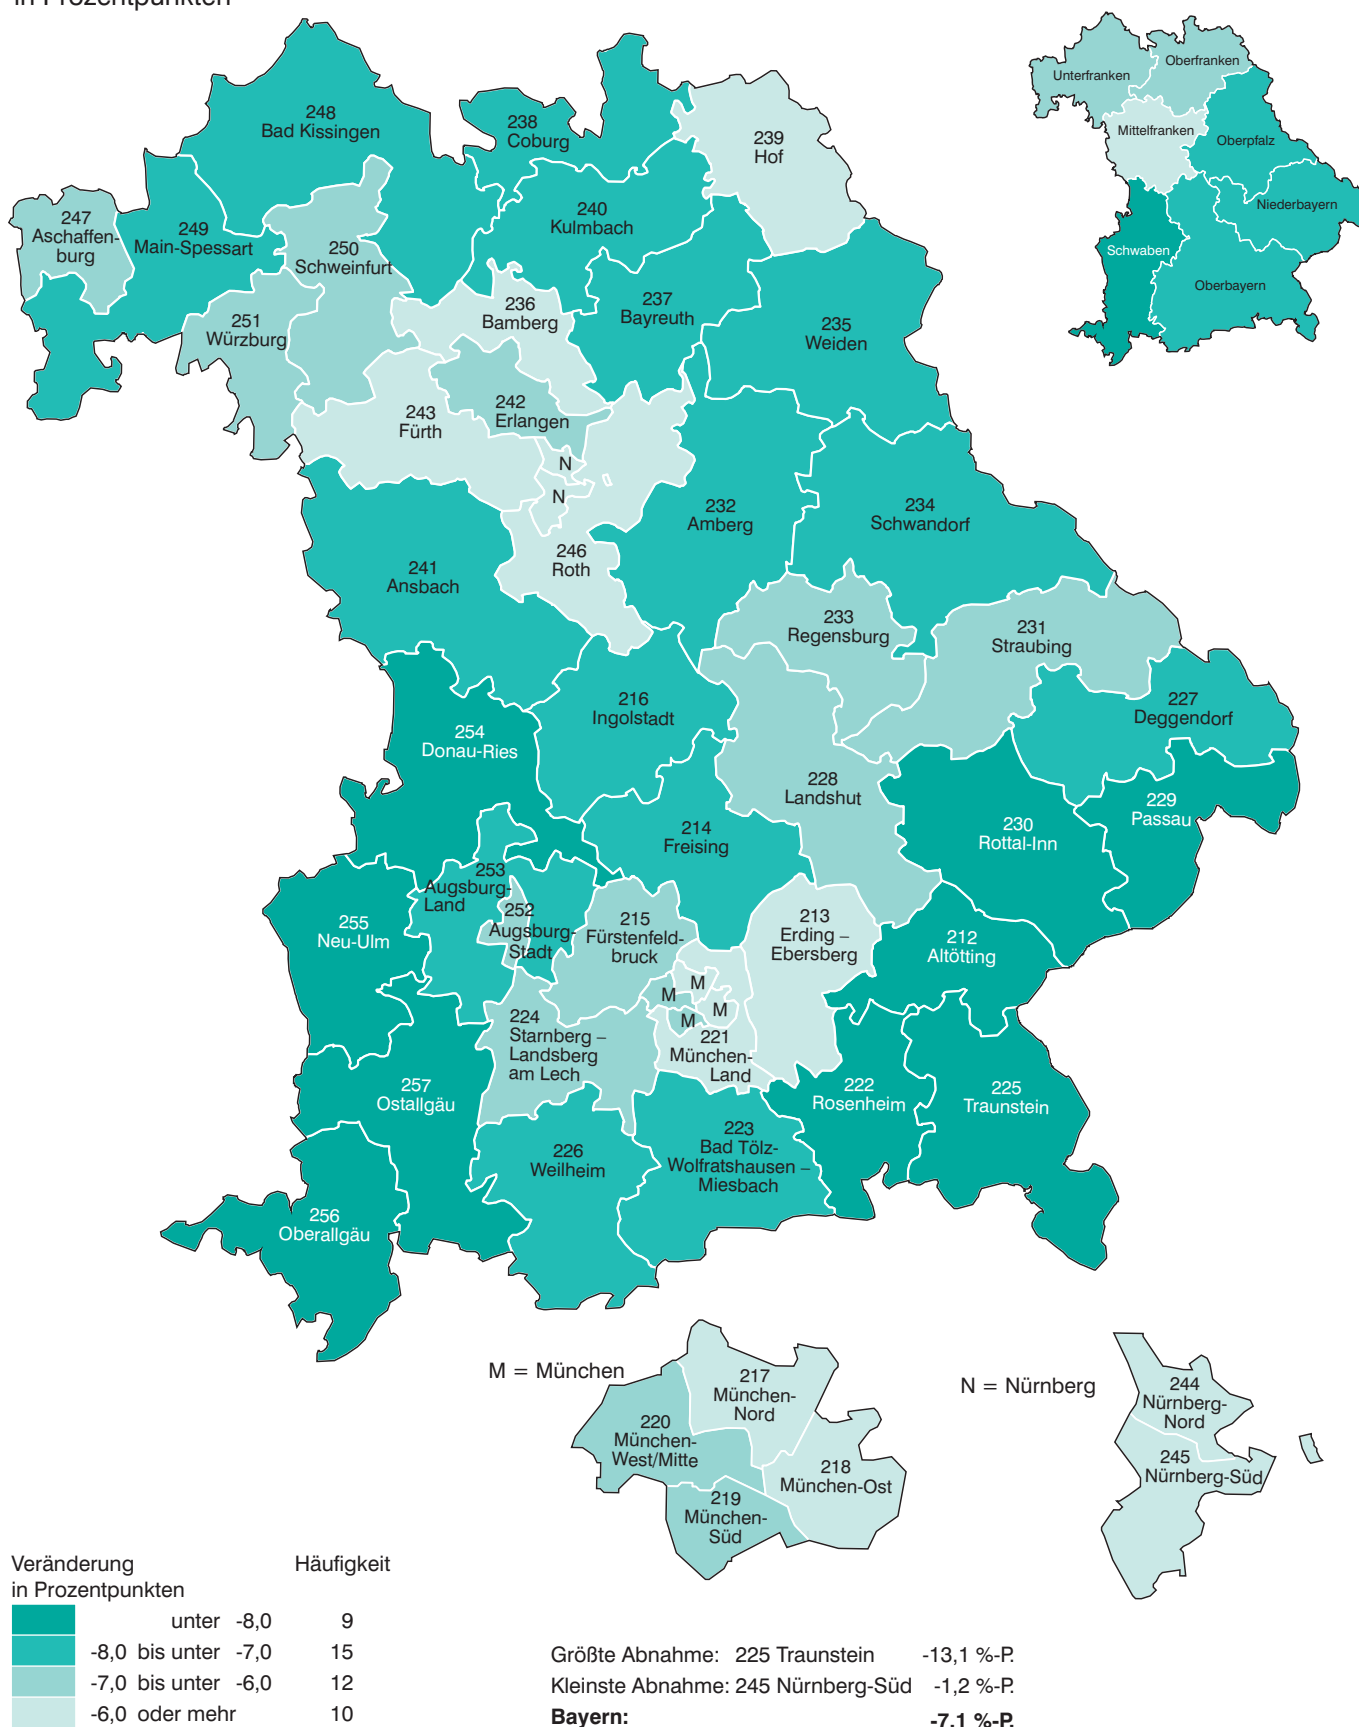 in Prozentpunkten
248
Bad Kissingen
238
Coburg
239
Hof
247
Aschaffen-
burg
249
Main-Spessart
250
Schweinfurt
240
Kulmbach
251
Würzburg
236
Bamberg
237
Bayreuth
235
Weiden
243
Fürth
242
Erlangen
N
N
232
Amberg
234
Schwandorf
241
Ansbach
246
Roth
233
Regensburg
231
Straubing
216
Ingolstadt
227
Deggendorf
254
Donau-Ries
228
Landshut
229
Passau
214
Freising
230
Rottal-Inn
253
Augsburg-
Land
252
Augsburg-
Stadt
255
Neu-Ulm
215
Fürstenfeld-
bruck
213
Erding –
Ebersberg
212
Altötting
M
M
M
M
224
Starnberg –
Landsberg
am Lech
221
München-
Land
257
Ostallgäu
222
Rosenheim
225
Traunstein
226
Weilheim
223
Bad Tölz-
Wolfratshausen –
Miesbach
256
Oberallgäu
Unterfranken
Oberfranken
Mittelfranken
Oberpfalz
Niederbayern
Schwaben
Oberbayern
M = München
217
München-
Nord
220
München-
West/Mitte
218
München-Ost
219
München-
Süd
N = Nürnberg
244
Nürnberg-
Nord
245
Nürnberg-Süd
Veränderung Häufigkeit
in Prozentpunkten
unter -8,0 9
-8,0 bis unter -7,0 15
-7,0 bis unter -6,0 12
-6,0 oder mehr 10
Größte Abnahme: 225 Traunstein -13,1 %-P.
Kleinste Abnahme: 245 Nürnberg-Süd -1,2 %-P.
Bayern: -7,1 %-P.